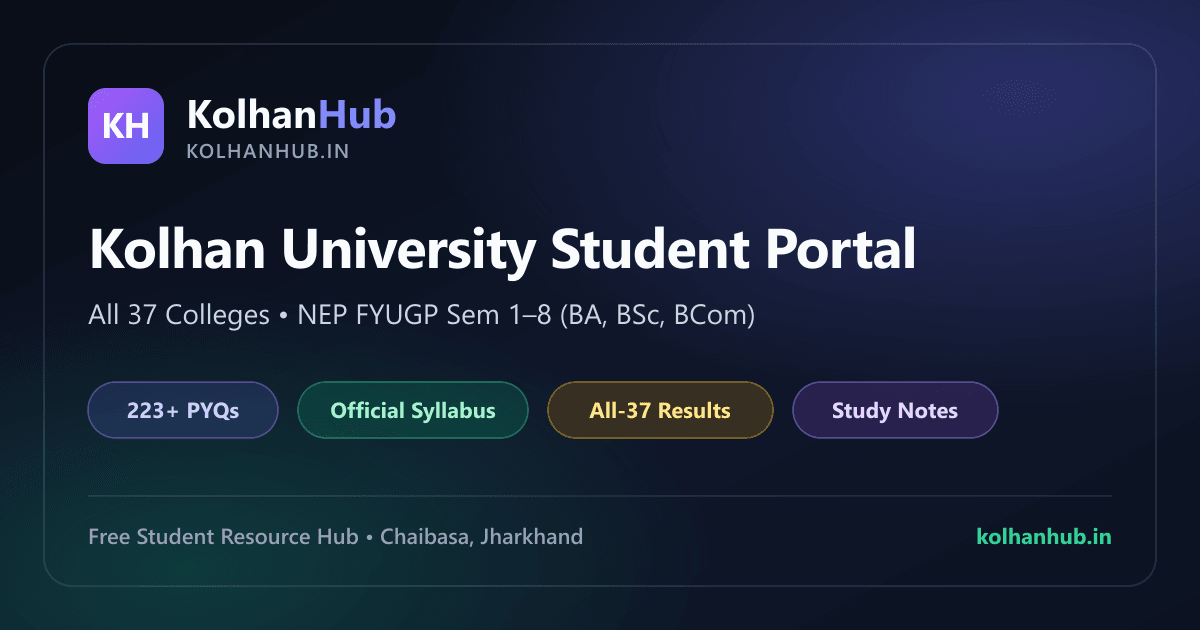 KH
KolhanHub
KOLHANHUB.IN
Kolhan University Student Portal
All 37 Colleges • NEP FYUGP Sem 1–8 (BA, BSc, BCom)
223+ PYQs
Official Syllabus
All-37 Results
Study Notes
Free Student Resource Hub • Chaibasa, Jharkhand
kolhanhub.in